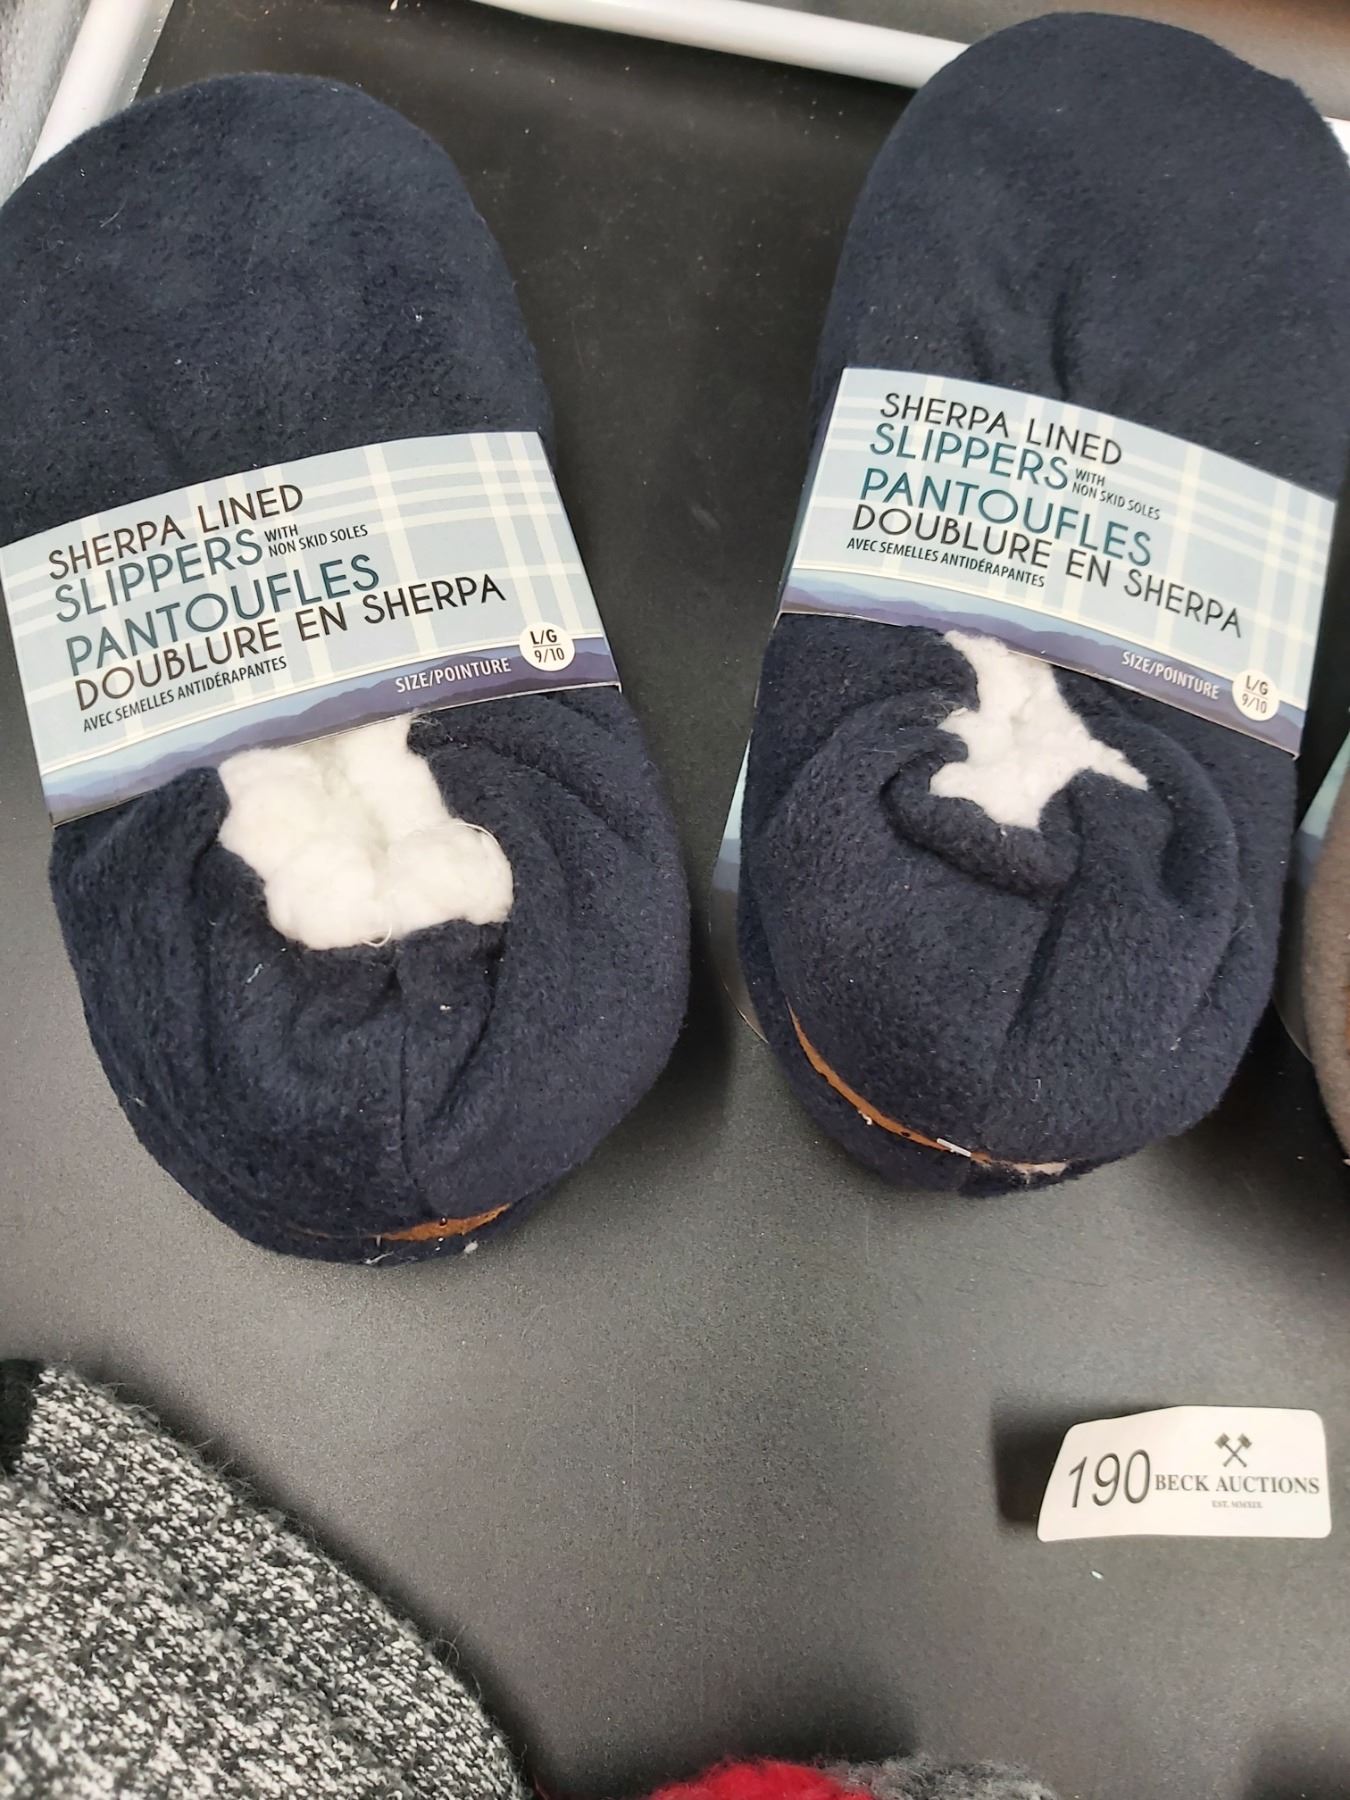 SHERPA LINED
SLIPPERS WITH
NON SKID SOLES
PANTOUFLES
DOUBLURE EN SHERPA
AVEC SEMELLES ANTIDÉRAPANTES
SIZE/POINTURE
L/G
9/10
SHERPA LINED
SLIPPERS WITH
NON SKID SOLES
PANTOUFLES
DOUBLURE EN SHERPA
AVEC SEMELLES ANTIDÉRAPANTES
SIZE/POINTURE
L/G
9/10
190 BECK AUCTIONS
EST. MMXIX